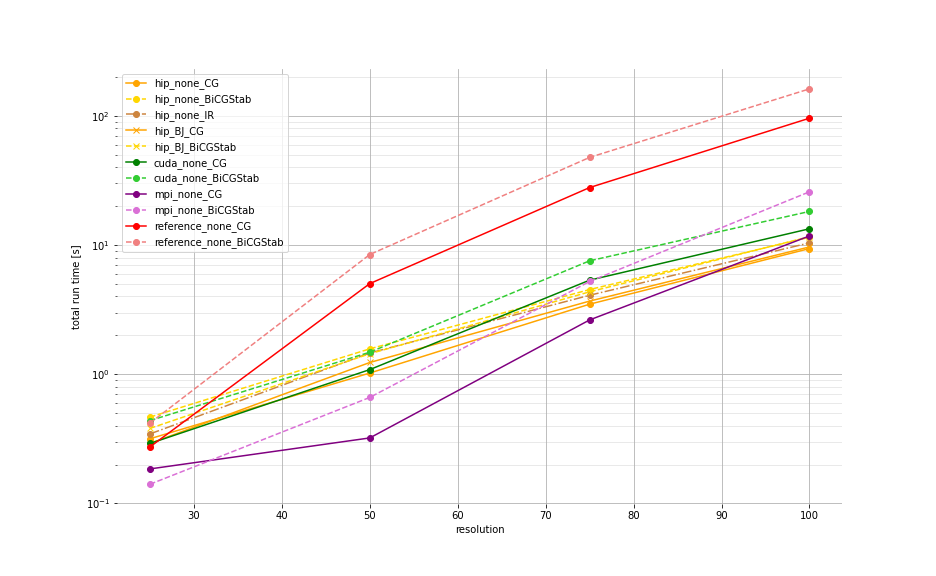 hip_none_CG
hip_none_BiCGStab
hip_none_IR
hip_BJ_CG
hip_BJ_BiCGStab
cuda_none_CG
cuda_none_BiCGStab
mpi_none_CG
mpi_none_BiCGStab
reference_none_CG
reference_none_BiCGStab
total run time [s]
10²
10¹
10⁰
10⁻¹
30 40 50 60 70 80 90 100
resolution